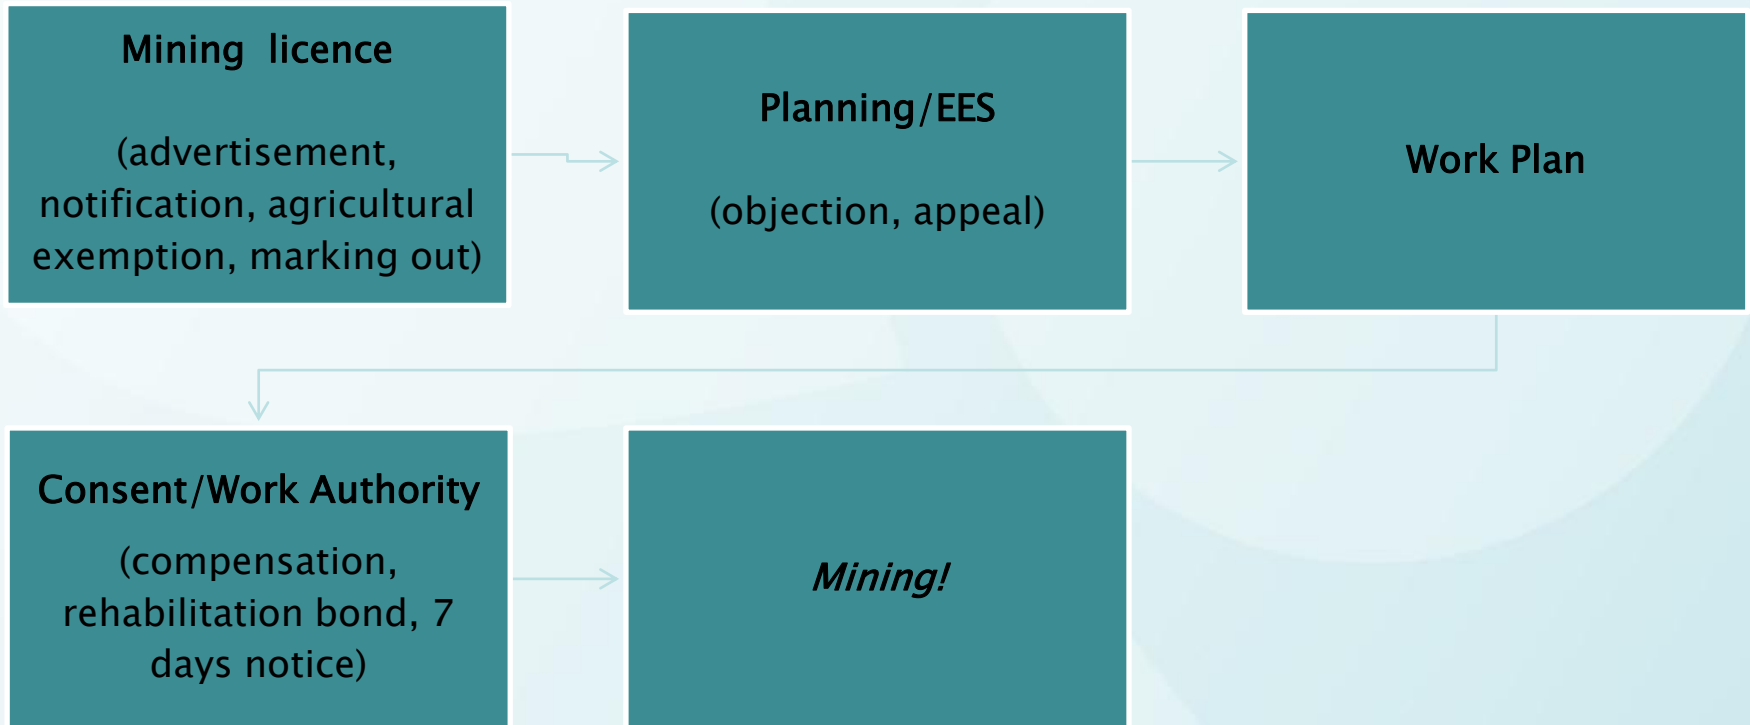 Mining licence
(advertisement,
notification, agricultural
exemption, marking out)
Planning/EES
(objection, appeal)
Work Plan
Consent/Work Authority
(compensation,
rehabilitation bond, 7
days notice)
Mining!